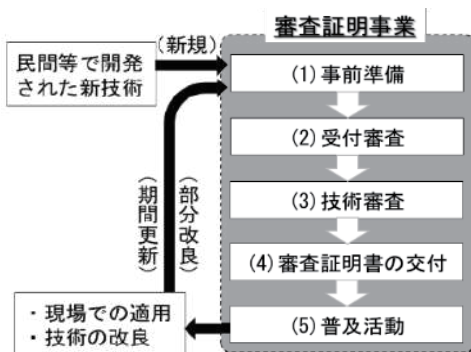 審査証明事業
(新規)
民間等で開発
された新技術
(1) 事前準備
(2) 受付審査
(3) 技術審査
(4) 審査証明書の交付
(5) 普及活動
(期間更新)
(部分改良)
・現場での適用
・技術の改良